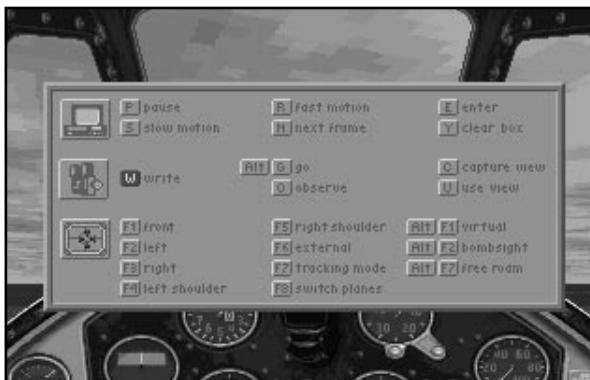 P pause R fast motion E enter
S slow motion N next frame Y clear box
W write Alt G go C capture view
O observe U use view
F1 front F5 right shoulder Alt F1 virtual
F2 left F6 external Alt F2 bombsight
F3 right F7 tracking mode Alt F7 free roam
F4 left shoulder F8 switch planes